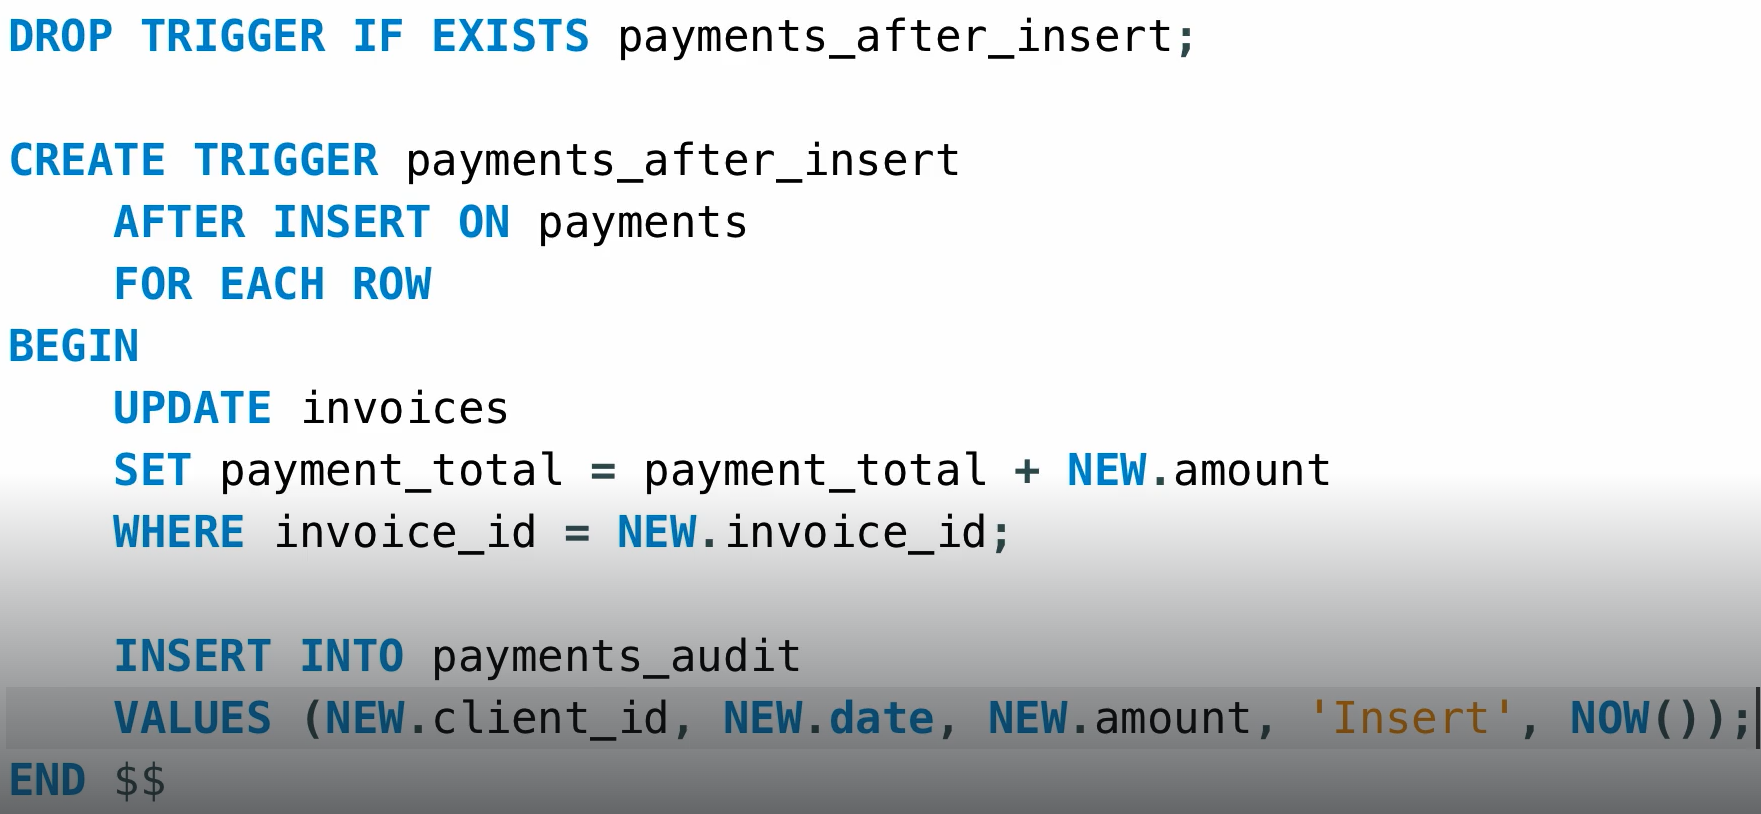 DROP TRIGGER IF EXISTS payments_after_insert;
CREATE TRIGGER payments_after_insert
AFTER INSERT ON payments
FOR EACH ROW
BEGIN
UPDATE invoices
SET payment_total = payment_total + NEW.amount
WHERE invoice_id = NEW.invoice_id;
INSERT INTO payments_audit
VALUES (NEW.client_id, NEW.date, NEW.amount, 'Insert', NOW());
END $$